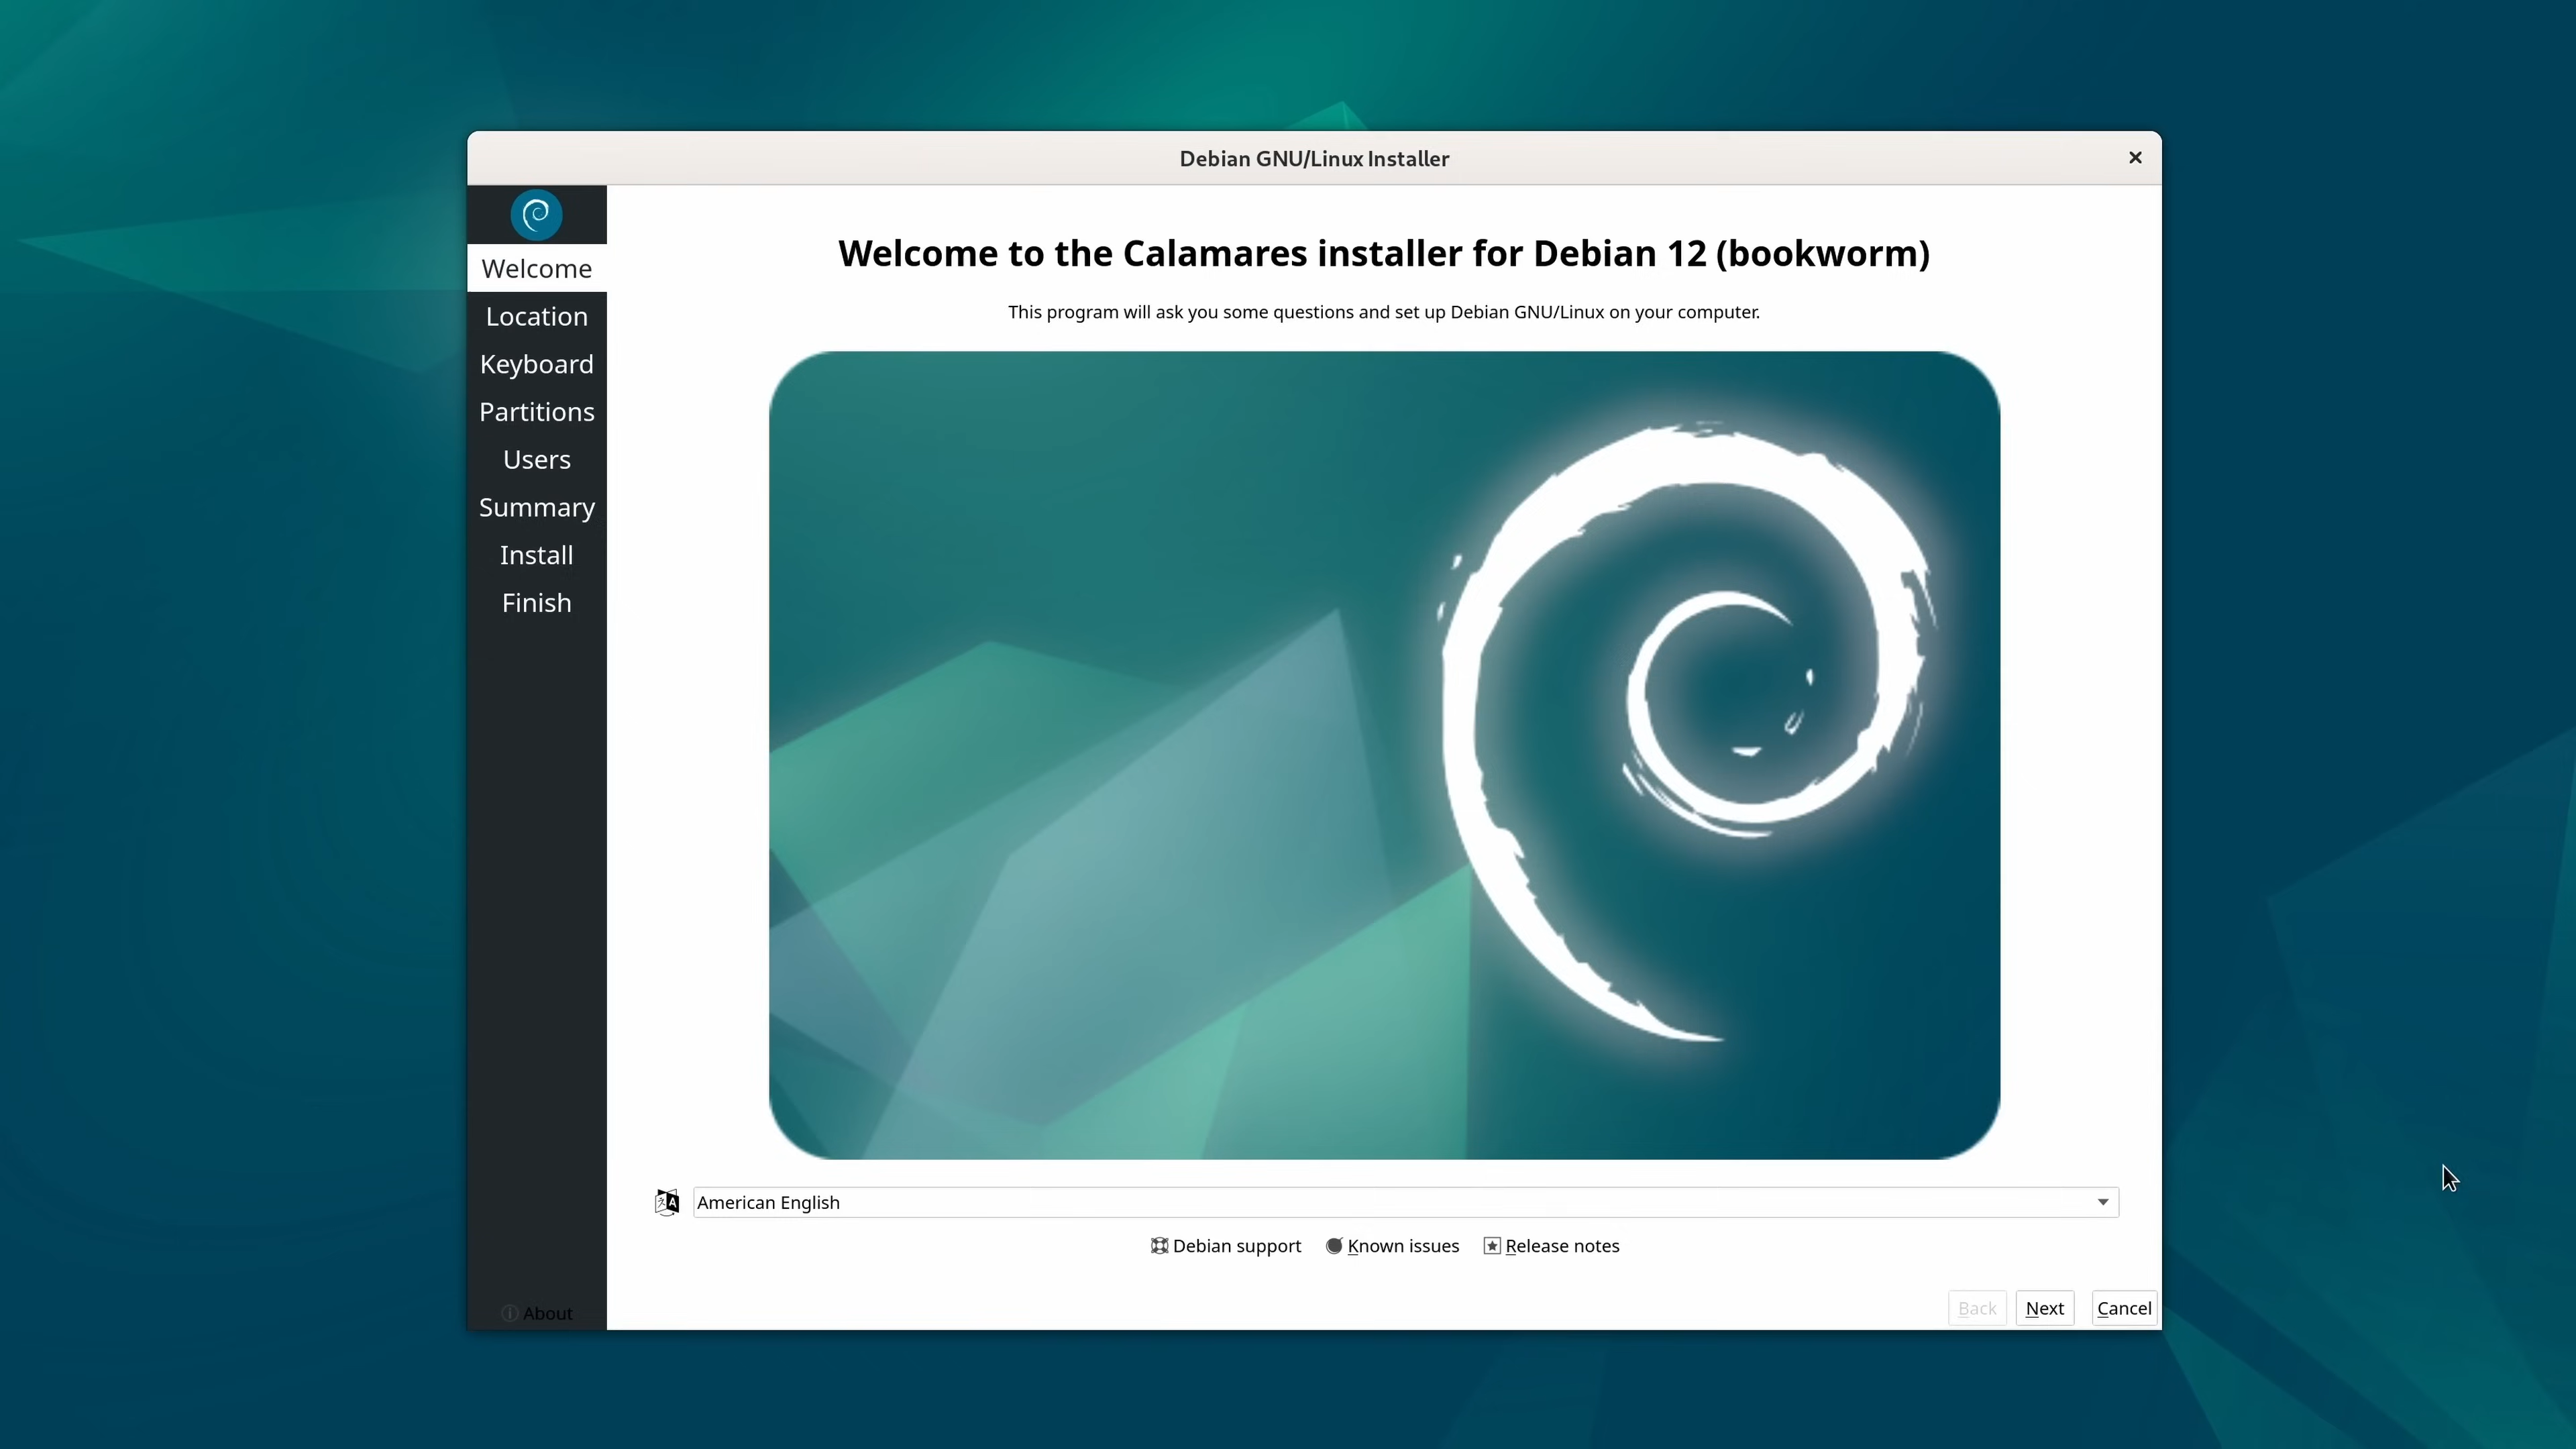 Debian GNU/Linux Installer
Welcome
Location
Keyboard
Partitions
Users
Summary
Install
Finish
About
Welcome to the Calamares installer for Debian 12 (bookworm)
This program will ask you some questions and set up Debian GNU/Linux on your computer.
American English
Debian support Known issues Release notes
Back Next Cancel